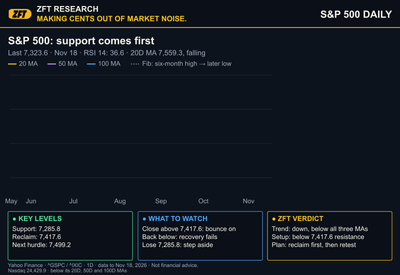 ZFT
ZFT RESEARCH
MAKING CENTS OUT OF MARKET NOISE.
S&P 500 DAILY
S&P 500: support comes first
Last 7,323.6 · Nov 18 · RSI 14: 36.6 · 20D MA 7,559.3, falling
20 MA
50 MA
100 MA
Fib: six-month high → later low
May Jun Jul Aug Sep Oct Nov
● KEY LEVELS
Support: 7,285.8
Reclaim: 7,417.6
Next hurdle: 7,499.2
● WHAT TO WATCH
Close above 7,417.6: bounce on
Back below: recovery fails
Lose 7,285.8: step aside
● ZFT VERDICT
Trend: down, below all three MAs
Setup: below 7,417.6 resistance
Plan: reclaim first, then retest
Yahoo Finance · ^GSPC / ^IXIC · 1D · data to Nov 18, 2026 · Not financial advice.
Nasdaq 24,429.9 · below its 20D, 50D and 100D MAs